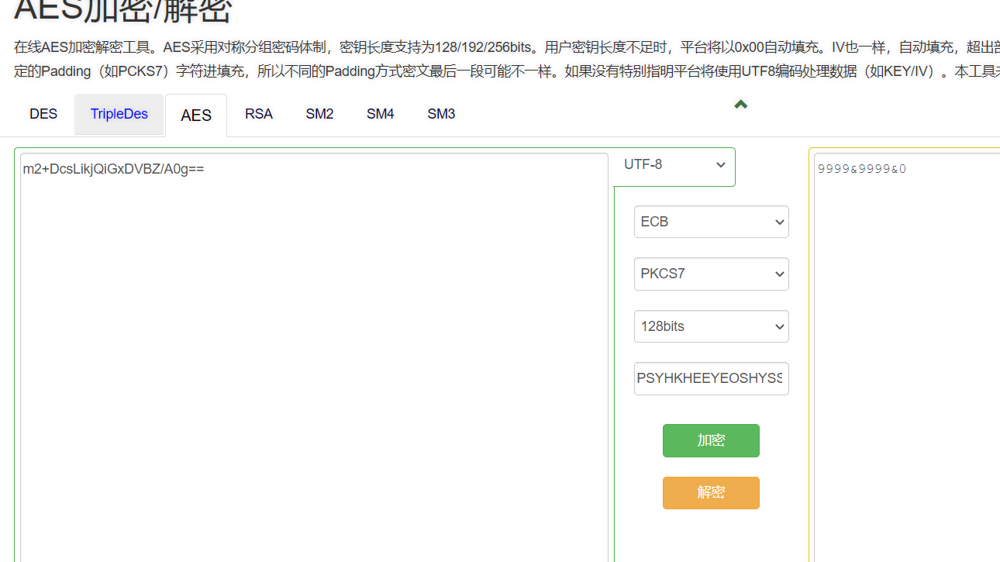 AES加密/解密
在线AES加密解密工具。AES采用对称分组密码体制，密钥长度支持为128/192/256bits。用户密钥长度不足时，平台将以0x00自动填充。IV也一样，自动填充，超出部
定的Padding（如PCKS7）字符进填充，所以不同的Padding方式密文最后一段可能不一样。如果没有特别指明平台将使用UTF8编码处理数据（如KEY/IV）。本工具未
DES TripleDes AES RSA SM2 SM4 SM3
m2+DcsLikjQiGxDVBZ/A0g== UTF-8 9999&9999&0
ECB
PKCS7
128bits
PSYHKHEEYEOSHYSS
加密
解密